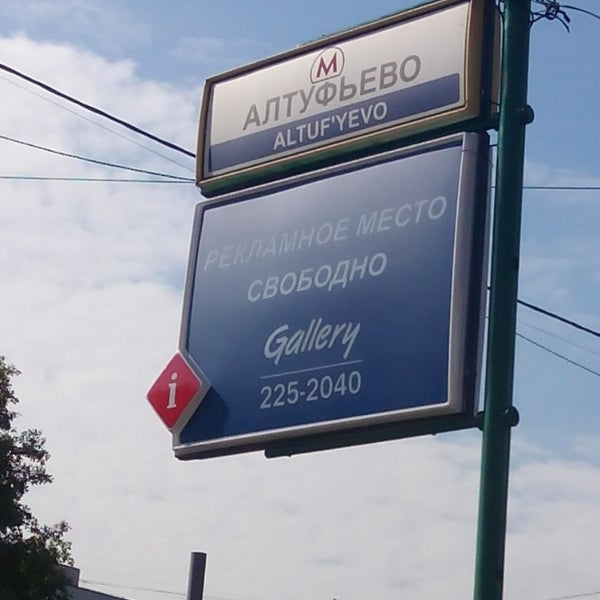 М
АЛТУФЬЕВО
ALTUF'YEVO
РЕКЛАМНОЕ МЕСТО
СВОБОДНО
Gallery
225-2040
i